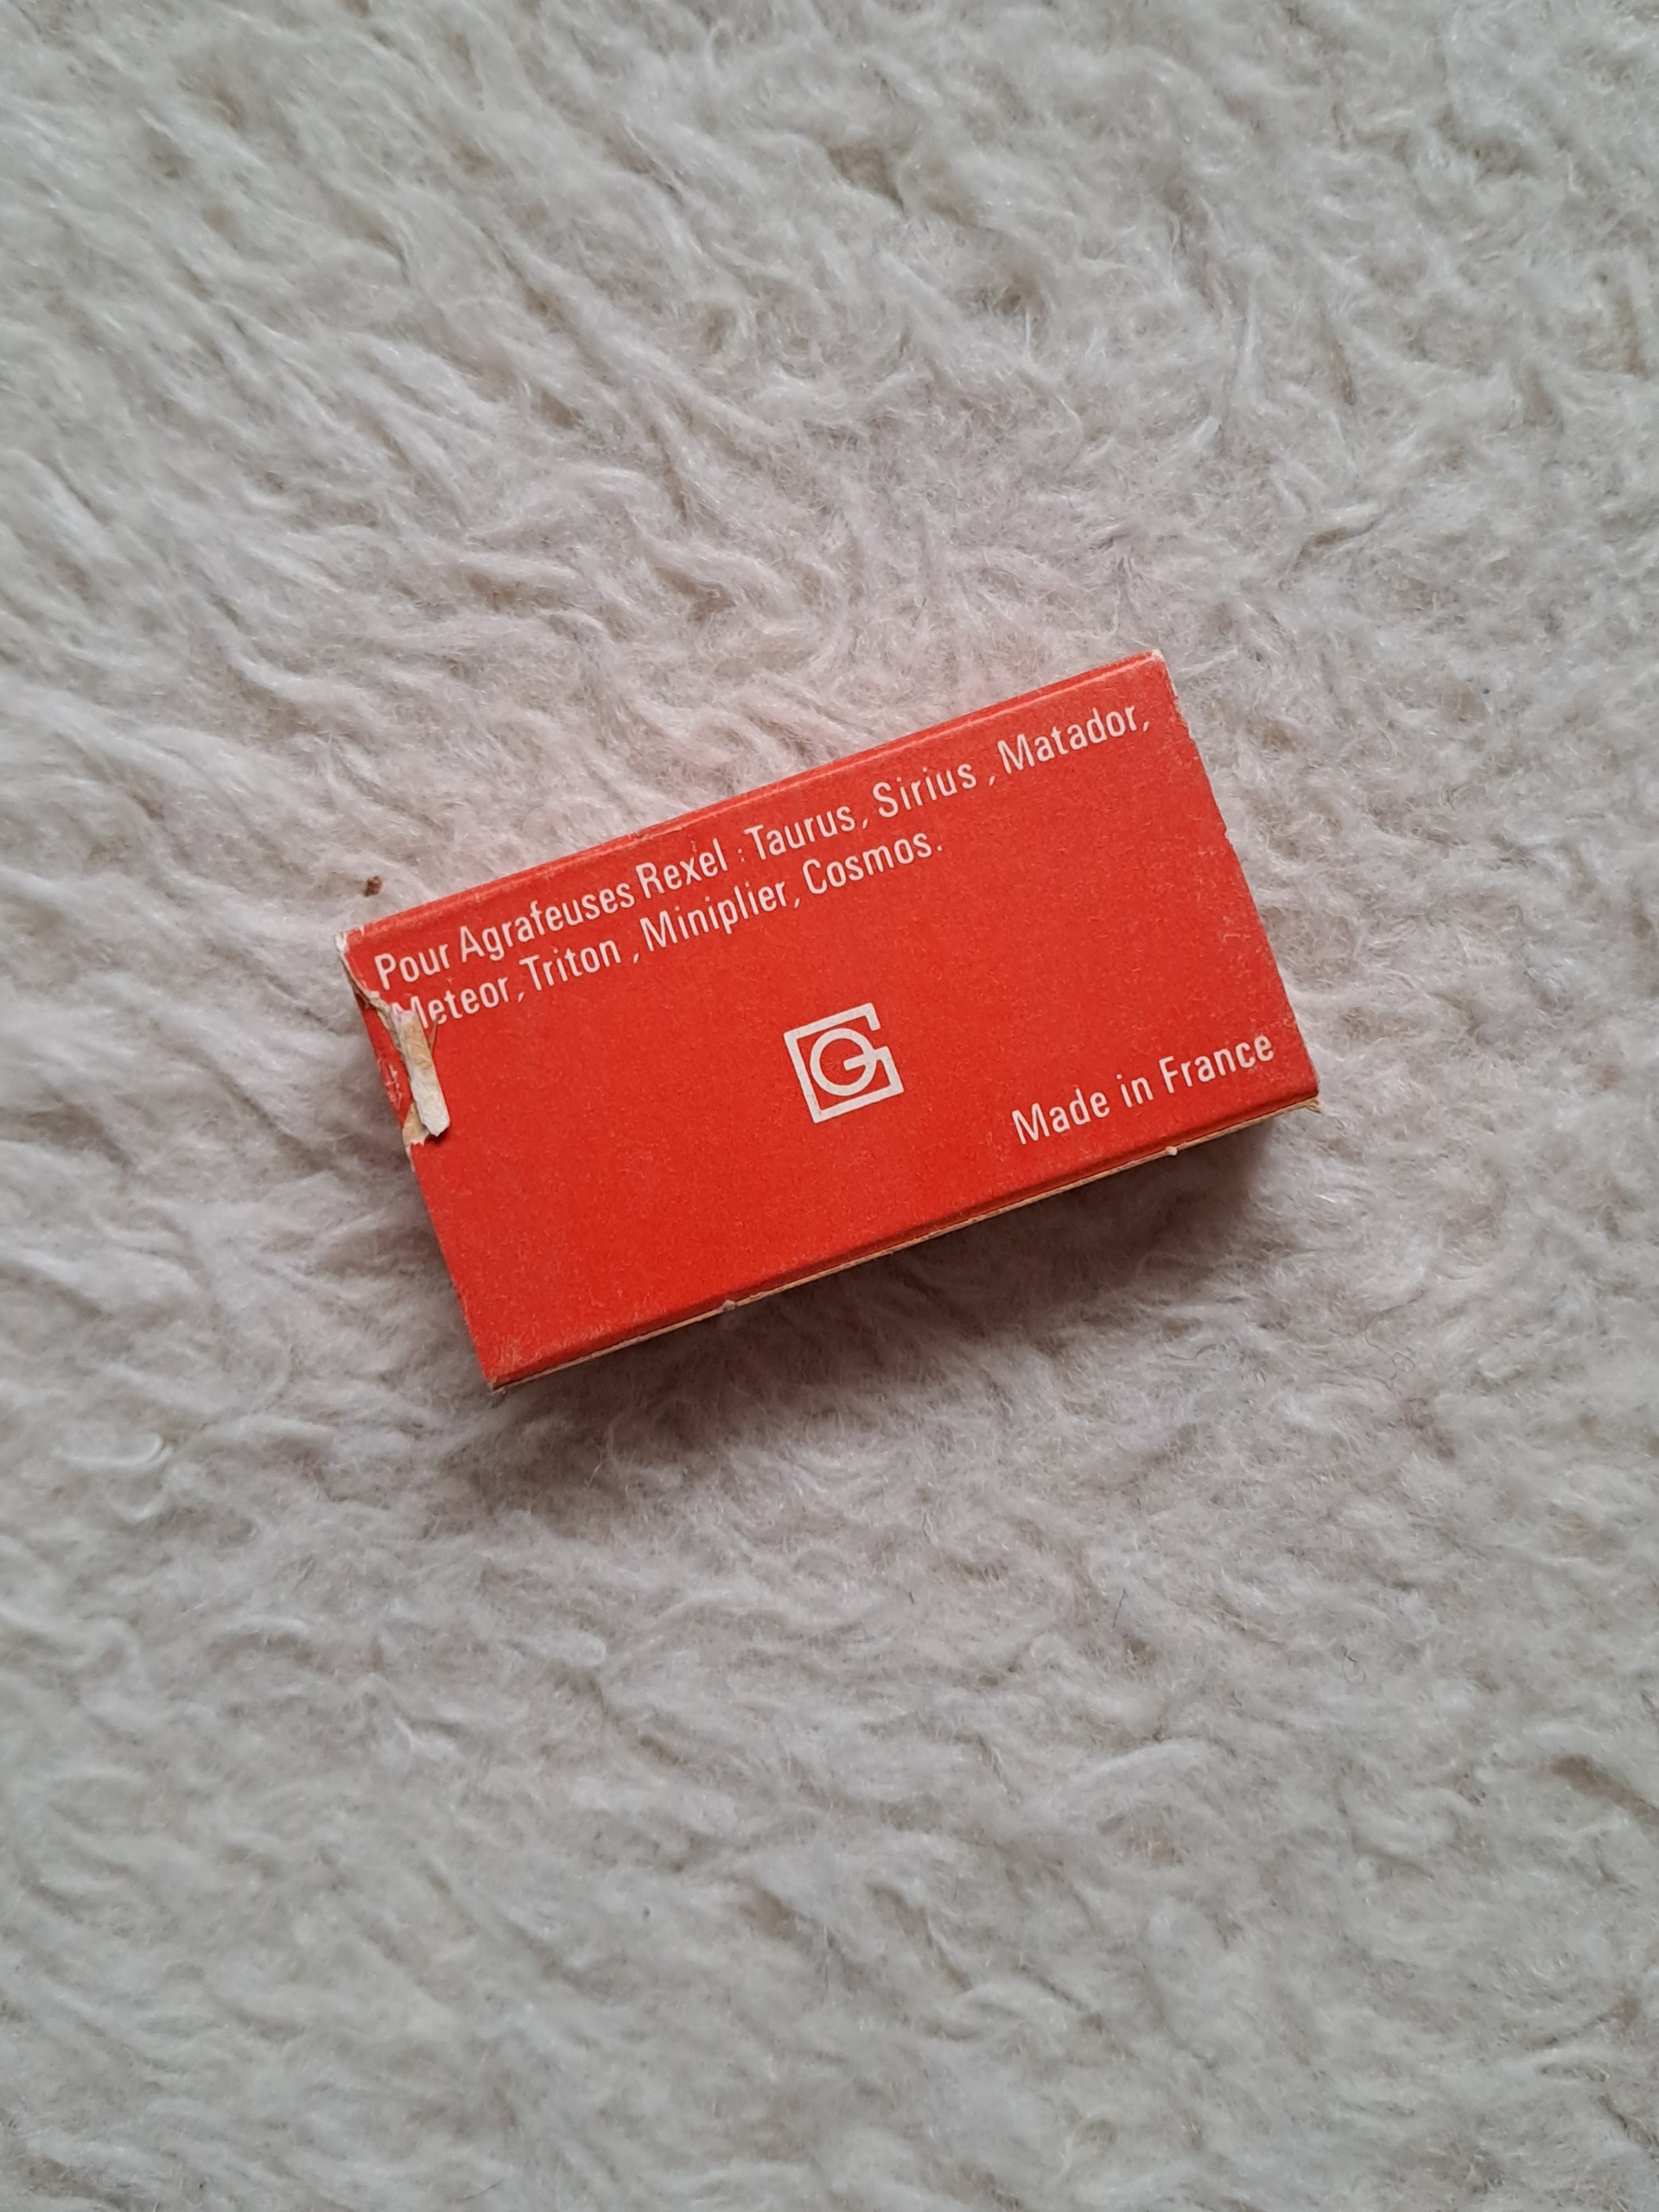 Pour Agrafeuses Rexel : Taurus, Sirius , Matador,
Meteor, Triton , Miniplier, Cosmos.
G
Made in France